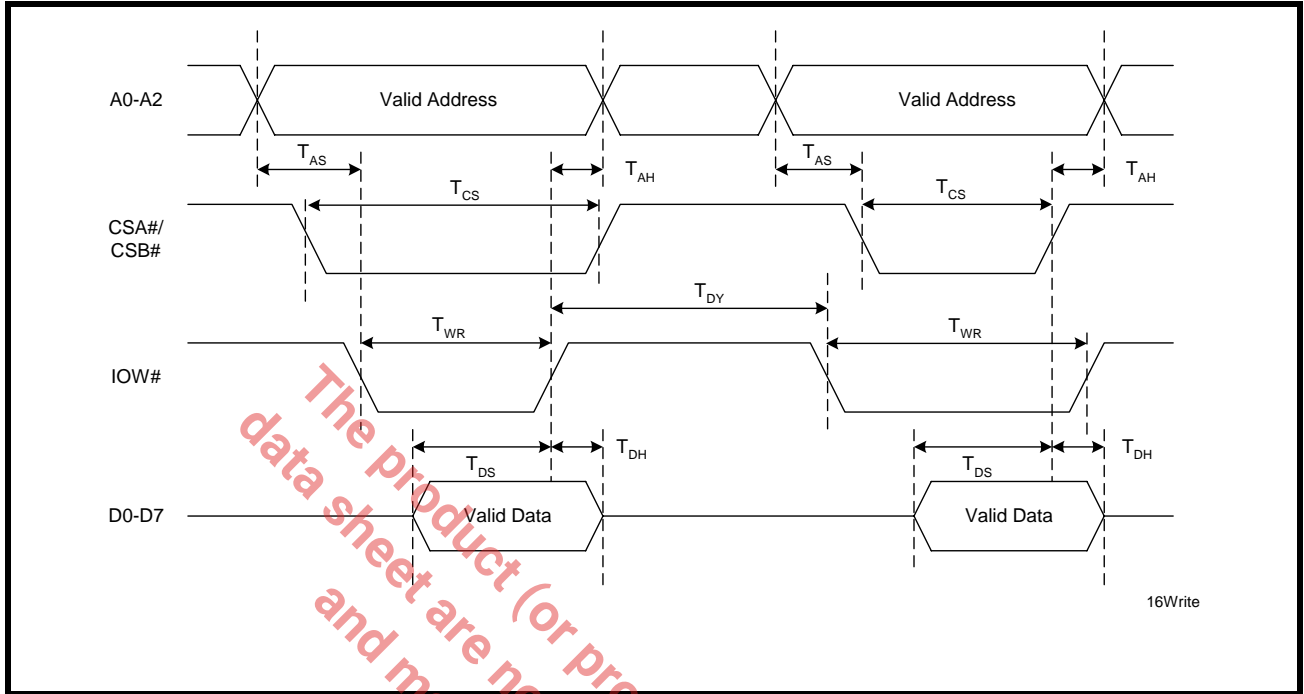 A0-A2
Valid Address
Valid Address
TAS
TAH
TAS
TAH
TCS
TCS
CSA#/
CSB#
TDY
TWR
TWR
IOW#
TDS
TDH
TDS
TDH
D0-D7
Valid Data
Valid Data
16Write
The product (or pro
data sheet are no
and m